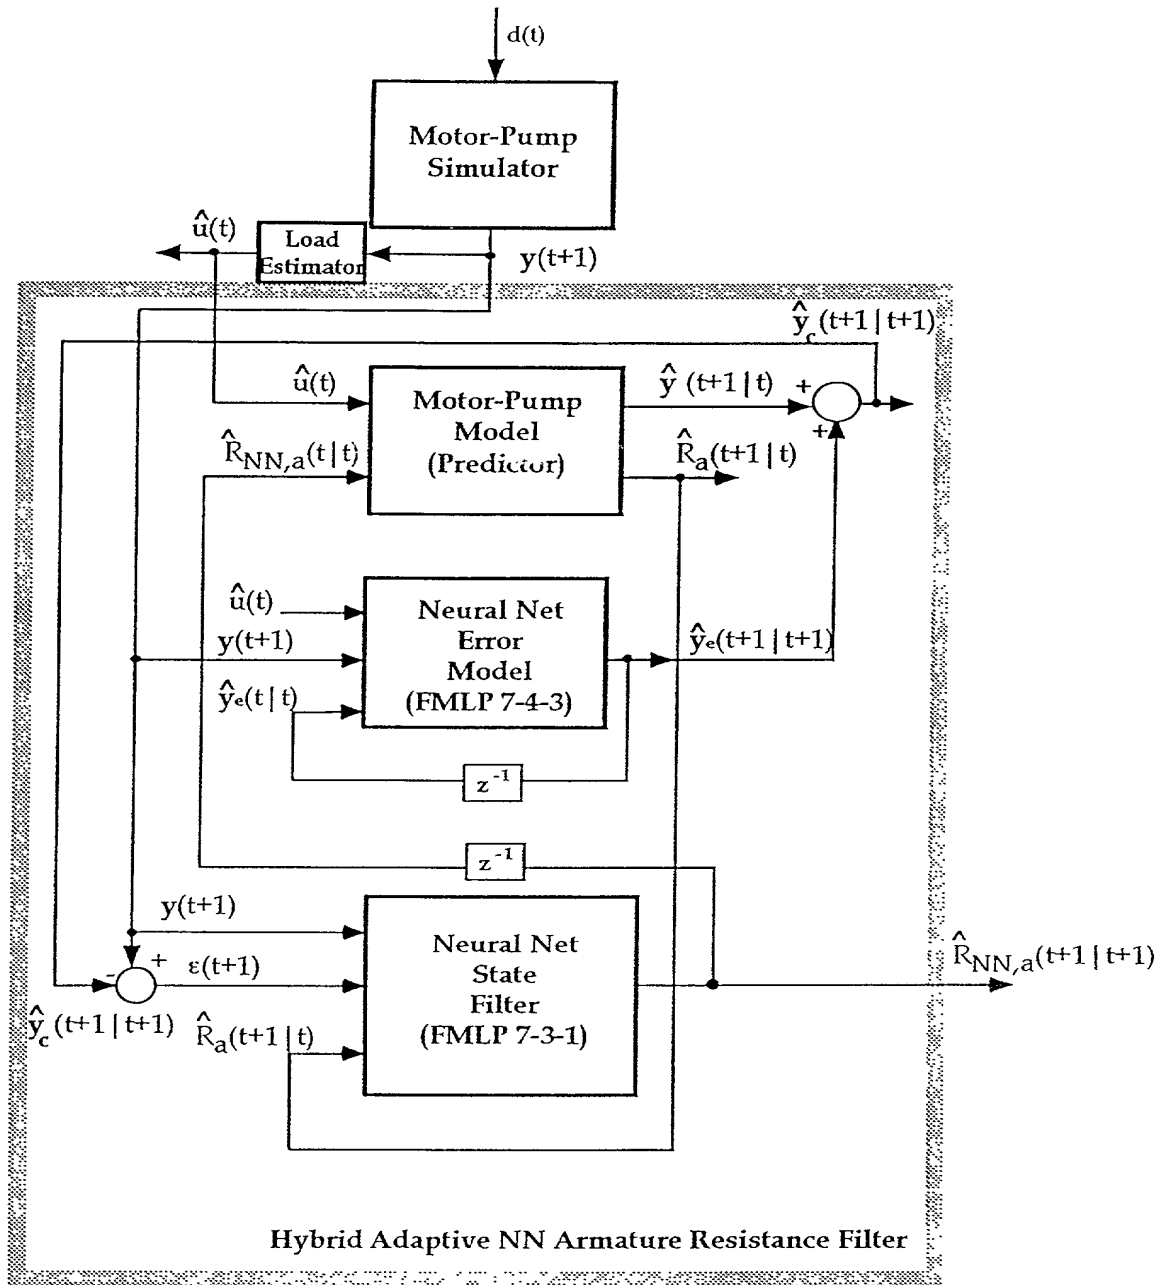 d(t)
Motor-Pump
Simulator
û(t)
Load
Estimator
y(t+1)
ŷc(t+1|t+1)
û(t)
Motor-Pump
Model
(Predictor)
ŷ (t+1|t)
+
+
R̂NN,a(t|t)
R̂a(t+1|t)
û(t)
Neural Net
Error
Model
(FMLP 7-4-3)
y(t+1)
ŷe(t+1|t+1)
ŷe(t|t)
z⁻¹
z⁻¹
y(t+1)
Neural Net
State
Filter
(FMLP 7-3-1)
+
-
ε(t+1)
R̂NN,a(t+1|t+1)
ŷc(t+1|t+1)
R̂a(t+1|t)
Hybrid Adaptive NN Armature Resistance Filter